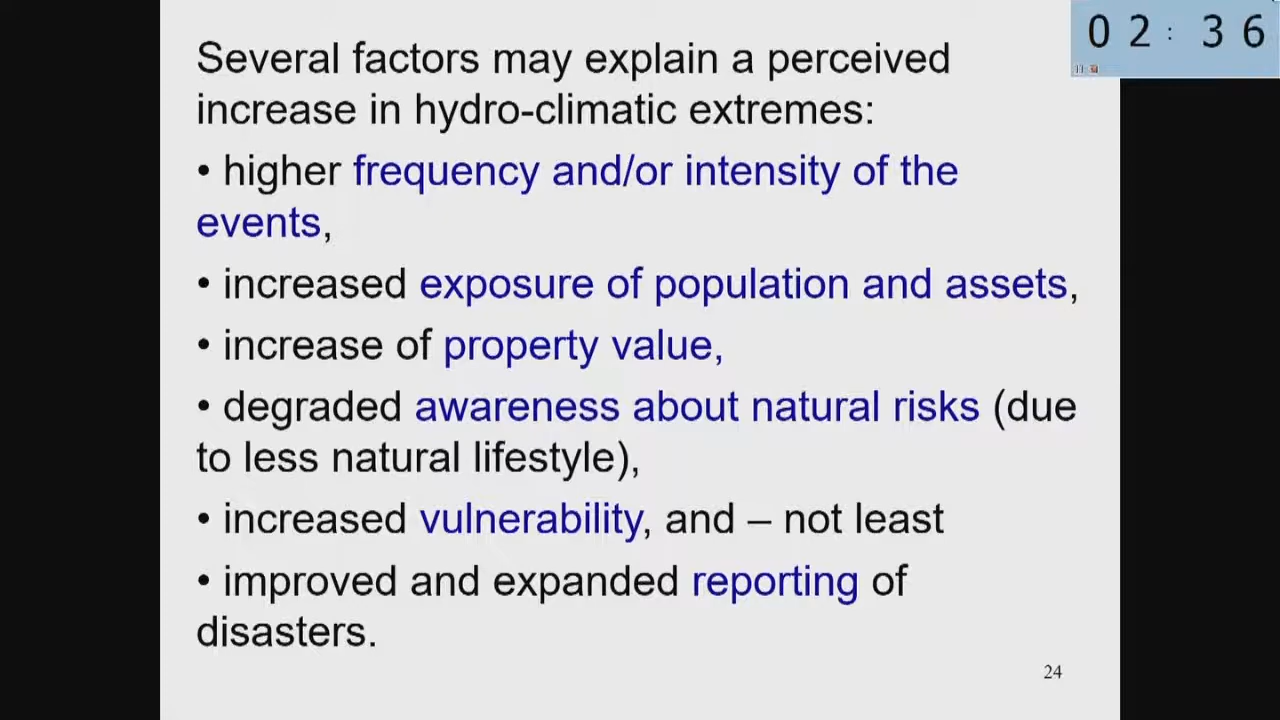 Several factors may explain a perceived
increase in hydro-climatic extremes:
• higher frequency and/or intensity of the
events,
• increased exposure of population and assets,
• increase of property value,
• degraded awareness about natural risks (due
to less natural lifestyle),
• increased vulnerability, and – not least
• improved and expanded reporting of
disasters.
24
02:36